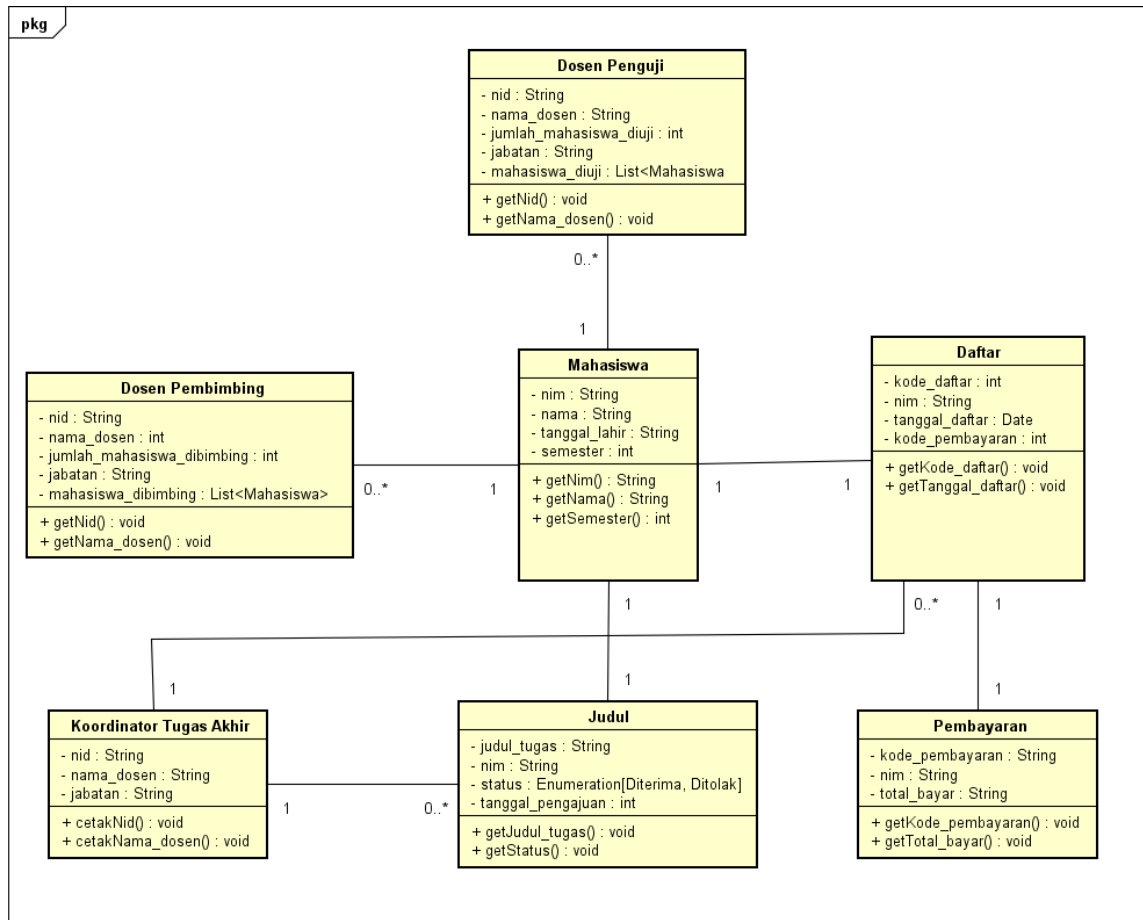 pkg
Dosen Penguji
- nid : String
- nama_dosen : String
- jumlah_mahasiswa_diuji : int
- jabatan : String
- mahasiswa_diuji : List<Mahasiswa
+ getNid() : void
+ getNama_dosen() : void
0..*
1
Mahasiswa
- nim : String
- nama : String
- tanggal_lahir : String
- semester : int
+ getNim() : String
+ getNama() : String
+ getSemester() : int
Daftar
- kode_daftar : int
- nim : String
- tanggal_daftar : Date
- kode_pembayaran : int
+ getKode_daftar() : void
+ getTanggal_daftar() : void
Dosen Pembimbing
- nid : String
- nama_dosen : int
- jumlah_mahasiswa_dibimbing : int
- jabatan : String
- mahasiswa_dibimbing : List<Mahasiswa>
+ getNid() : void
+ getNama_dosen() : void
0..*
1
1
1
1
0..*
1
1
1
1
Koordinator Tugas Akhir
- nid : String
- nama_dosen : String
- jabatan : String
+ cetakNid() : void
+ cetakNama_dosen() : void
1
0..*
Judul
- judul_tugas : String
- nim : String
- status : Enumeration[Diterima, Ditolak]
- tanggal_pengajuan : int
+ getJudul_tugas() : void
+ getStatus() : void
Pembayaran
- kode_pembayaran : String
- nim : String
- total_bayar : String
+ getKode_pembayaran() : void
+ getTotal_bayar() : void